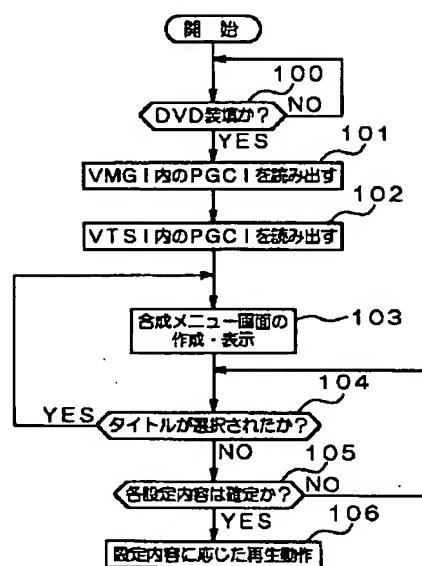 開 始
100
DVD装填か?
NO
YES
101
VMGI内のPGCIを読み出す
102
VTSI内のPGCIを読み出す
103
合成メニュー画面の
作成・表示
104
YES
タイトルが選択されたか?
NO
105
各設定内容は確定か?
NO
YES
106
設定内容に応じた再生動作